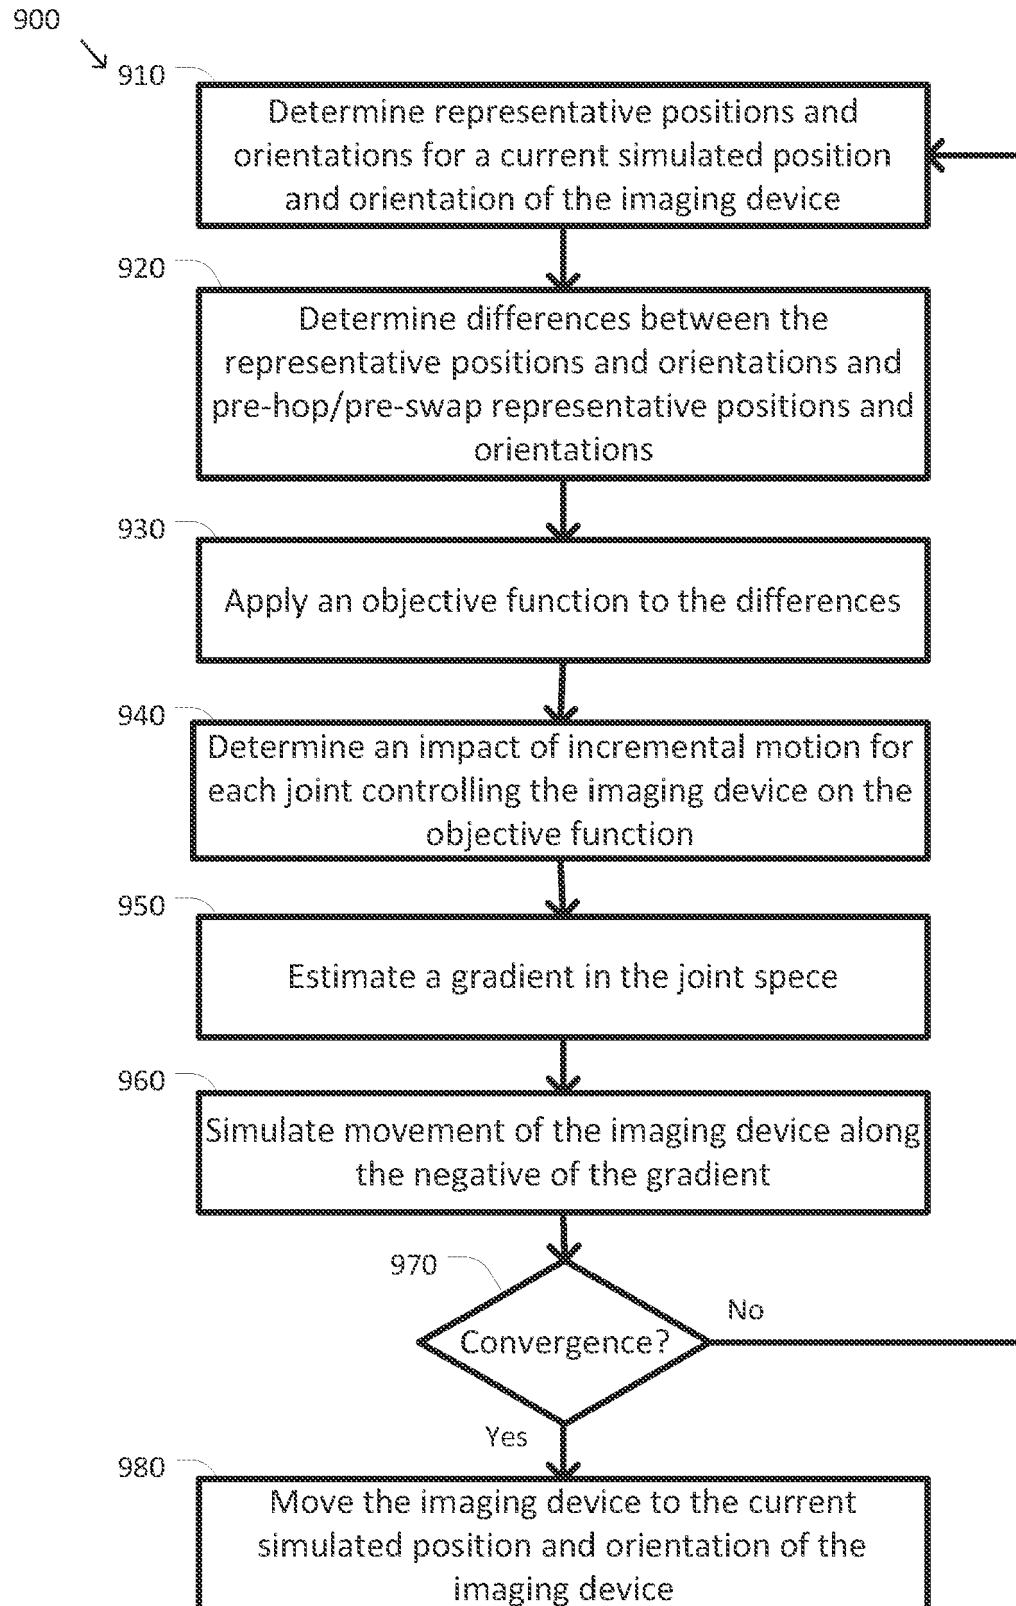 900
910
Determine representative positions and
orientations for a current simulated position
and orientation of the imaging device
920
Determine differences between the
representative positions and orientations and
pre-hop/pre-swap representative positions and
orientations
930
Apply an objective function to the differences
940
Determine an impact of incremental motion for
each joint controlling the imaging device on the
objective function
950
Estimate a gradient in the joint spece
960
Simulate movement of the imaging device along
the negative of the gradient
970
Convergence?
No
Yes
980
Move the imaging device to the current
simulated position and orientation of the
imaging device